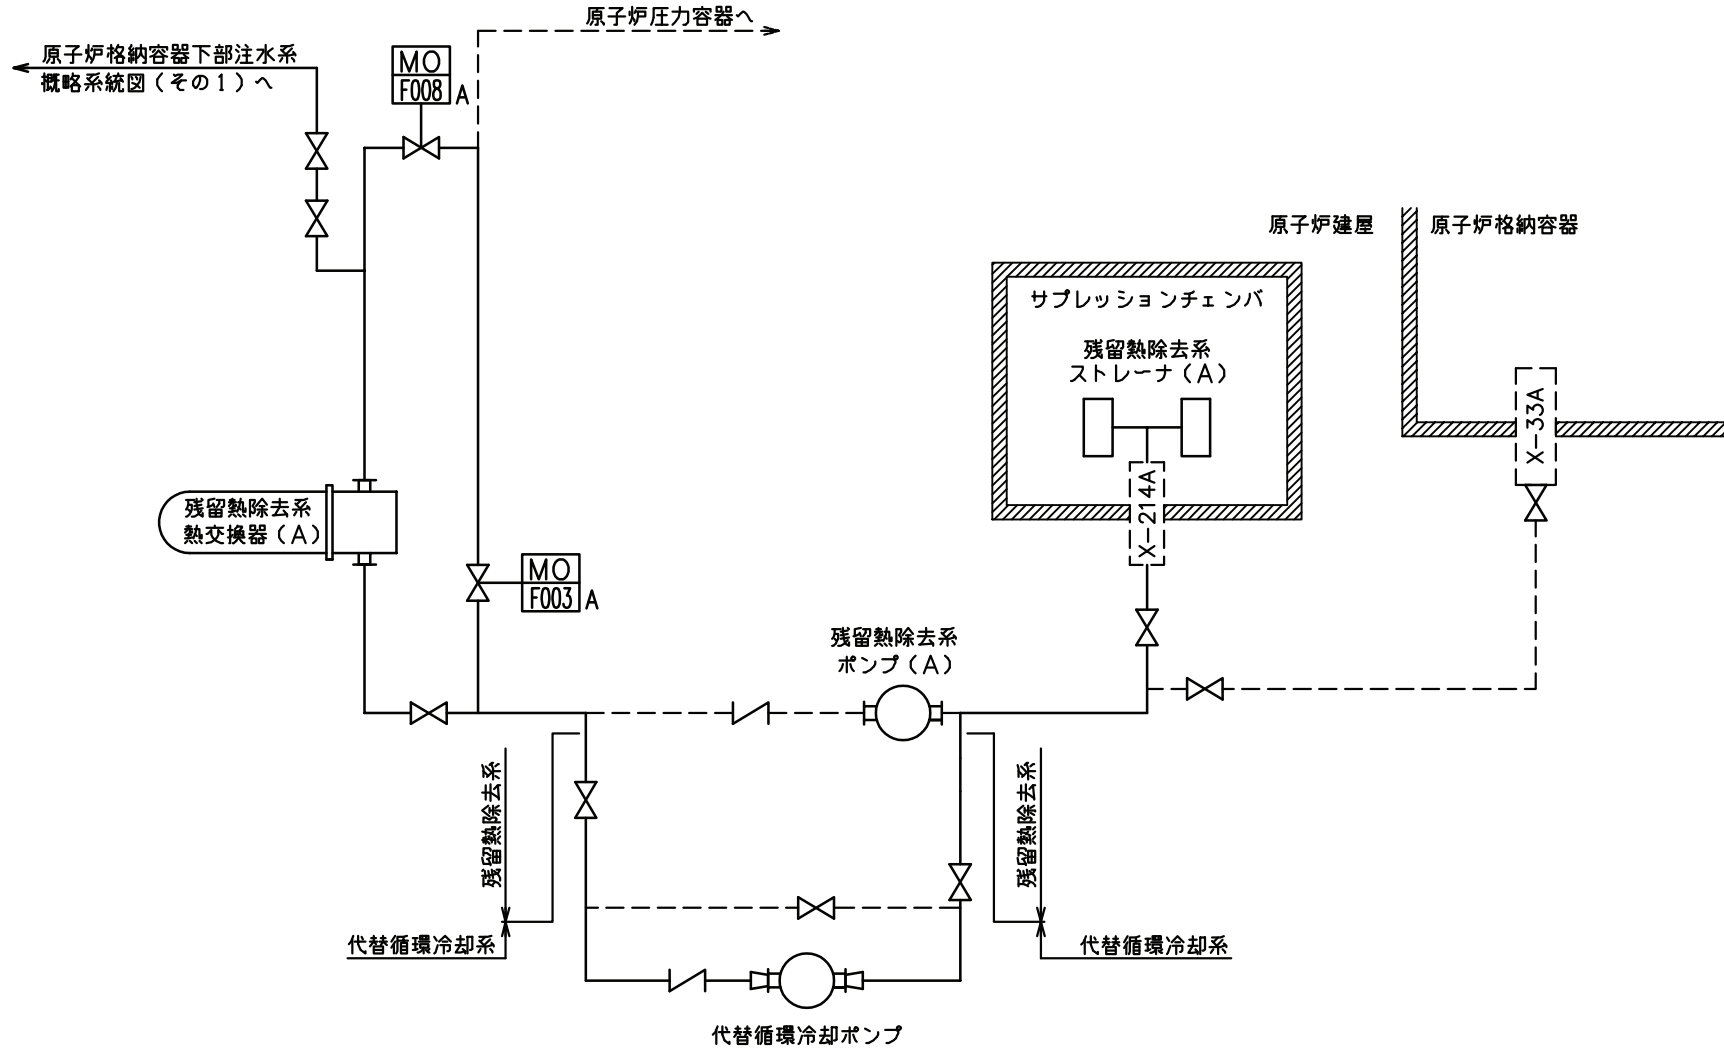 原子炉圧力容器へ
原子炉格納容器下部注水系
概略系統図（その１）へ
MO
F008 A
原子炉建屋
原子炉格納容器
サプレッションチェンバ
残留熱除去系
ストレーナ（A）
X-33A
X-214A
残留熱除去系
熱交換器（A）
MO
F003 A
残留熱除去系
ポンプ（A）
残留熱除去系
残留熱除去系
代替循環冷却系
代替循環冷却系
代替循環冷却ポンプ